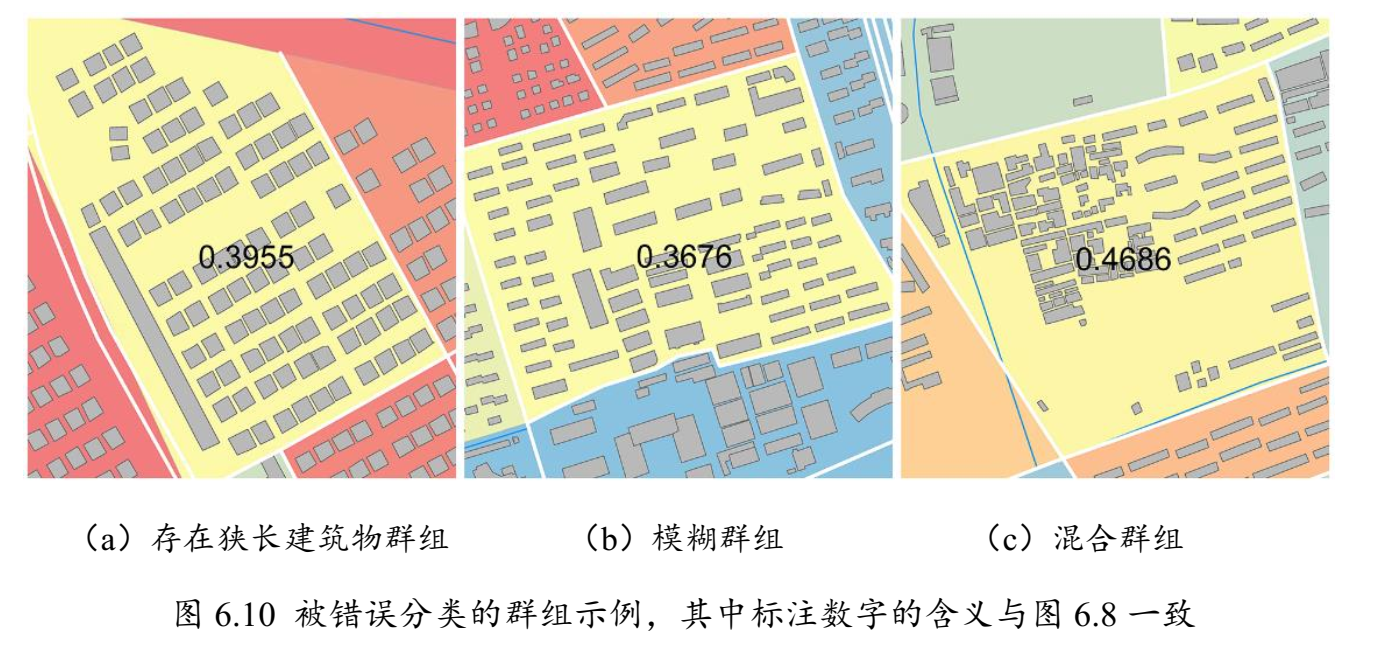 0.3955 0.3676 0.4686
（a）存在狭长建筑物群组 （b）模糊群组 （c）混合群组
图 6.10 被错误分类的群组示例，其中标注数字的含义与图 6.8 一致